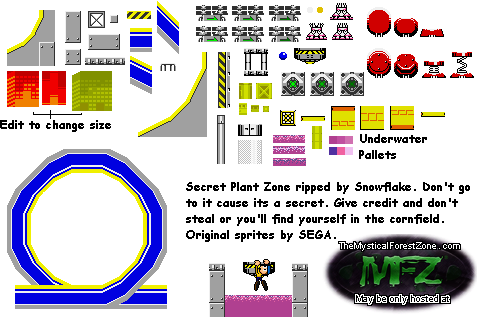 Edit to change size
Underwater
Pallets
Secret Plant Zone ripped by Snowflake. Don't go
to it cause its a secret. Give credit and don't
steal or you'll find yourself in the cornfield.
Original sprites by SEGA.
TheMysticalForestZone.com
MFZ
May be only hosted at